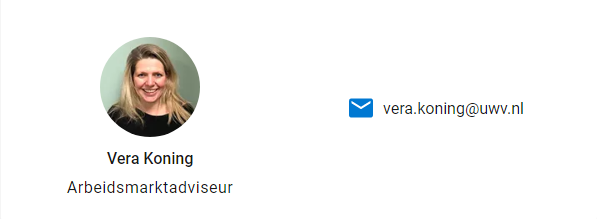 vera.koning@uwv.nl
Vera Koning
Arbeidsmarktadviseur